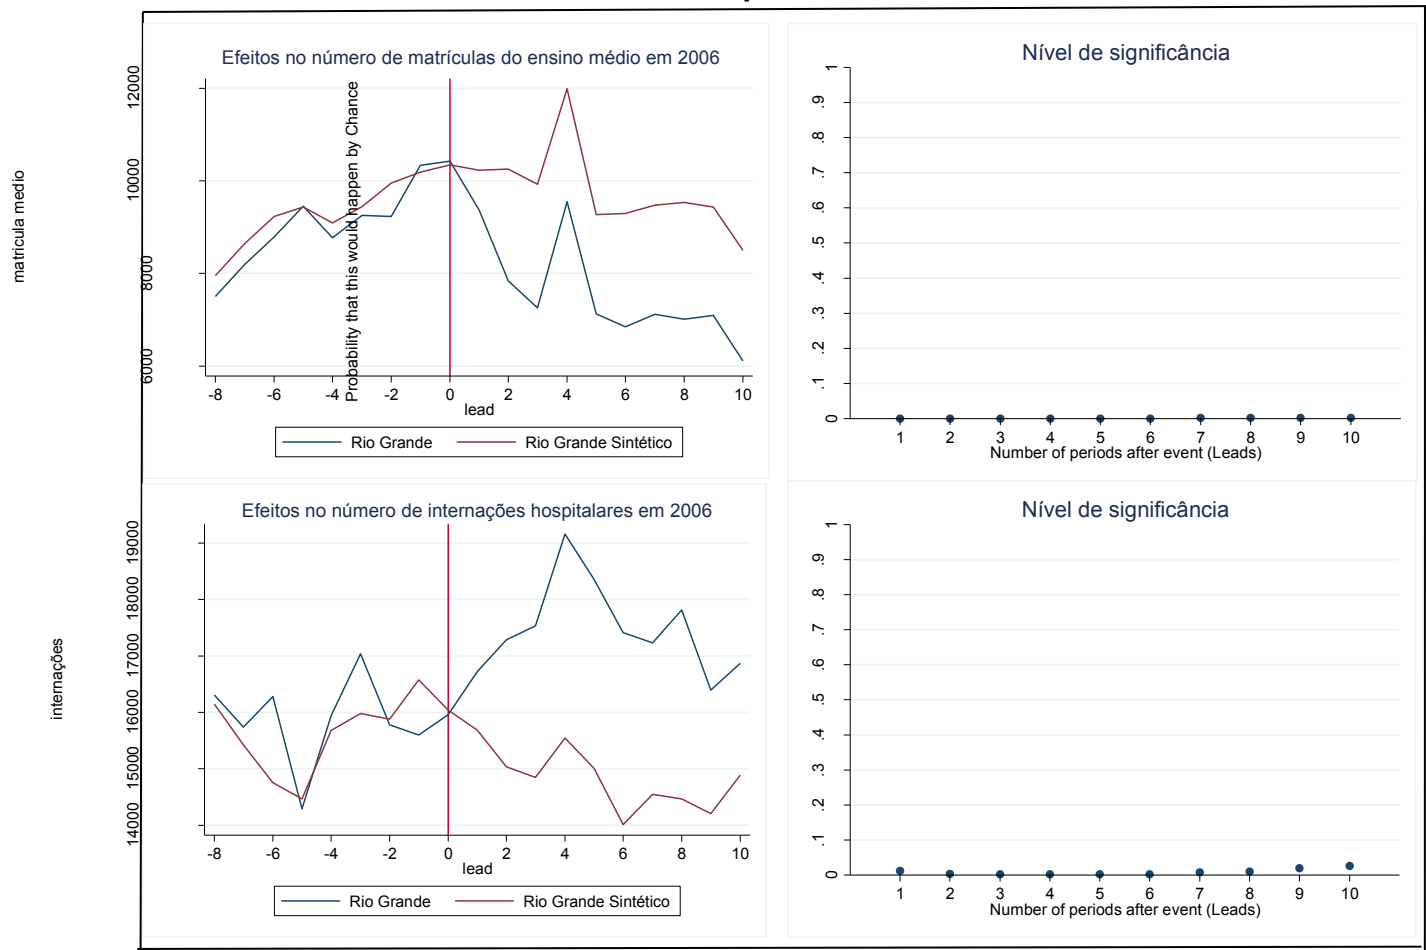 Efeitos no número de matrículas do ensino médio em 2006
matricula medio
12000
10000
8000
6000
Probability that this would happen by Chance
-8 -6 -4 -2 0 2 4 6 8 10
lead
Rio Grande Rio Grande Sintético
Nível de significância
1
.9
.8
.7
.6
.5
.4
.3
.2
.1
0
1 2 3 4 5 6 7 8 9 10
Number of periods after event (Leads)
Efeitos no número de internações hospitalares em 2006
internações
19000
18000
17000
16000
15000
14000
-8 -6 -4 -2 0 2 4 6 8 10
lead
Rio Grande Rio Grande Sintético
Nível de significância
1
.9
.8
.7
.6
.5
.4
.3
.2
.1
0
1 2 3 4 5 6 7 8 9 10
Number of periods after event (Leads)